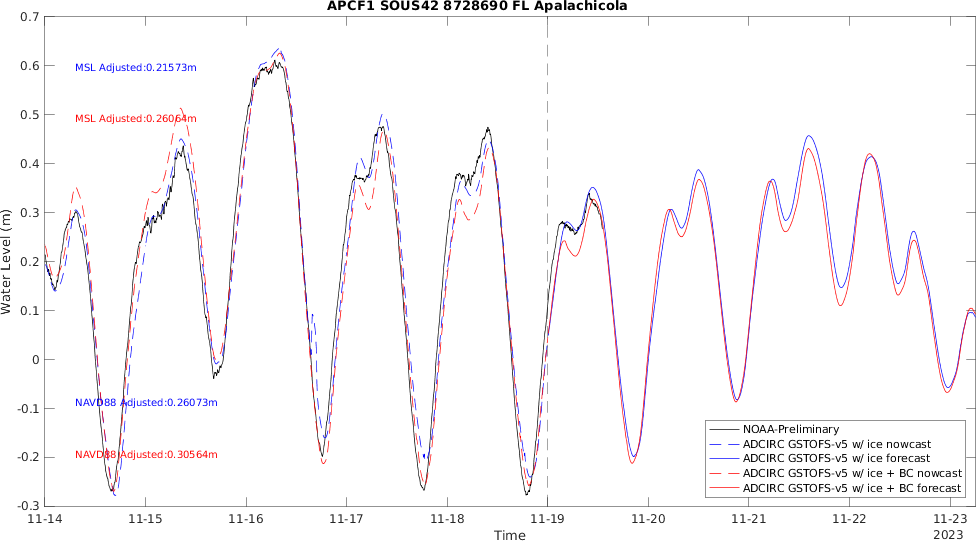 APCF1 SOUS42 8728690 FL Apalachicola
Water Level (m)
0.7
0.6
0.5
0.4
0.3
0.2
0.1
0
-0.1
-0.2
-0.3
MSL Adjusted:0.21573m
MSL Adjusted:0.26064m
NAVD88 Adjusted:0.26073m
NAVD88 Adjusted:0.30564m
NOAA-Preliminary
ADCIRC GSTOFS-v5 w/ ice nowcast
ADCIRC GSTOFS-v5 w/ ice forecast
ADCIRC GSTOFS-v5 w/ice + BC nowcast
ADCIRC GSTOFS-v5 w/ice + BC forecast
11-14 11-15 11-16 11-17 11-18 11-19 11-20 11-21 11-22 11-23
Time 2023